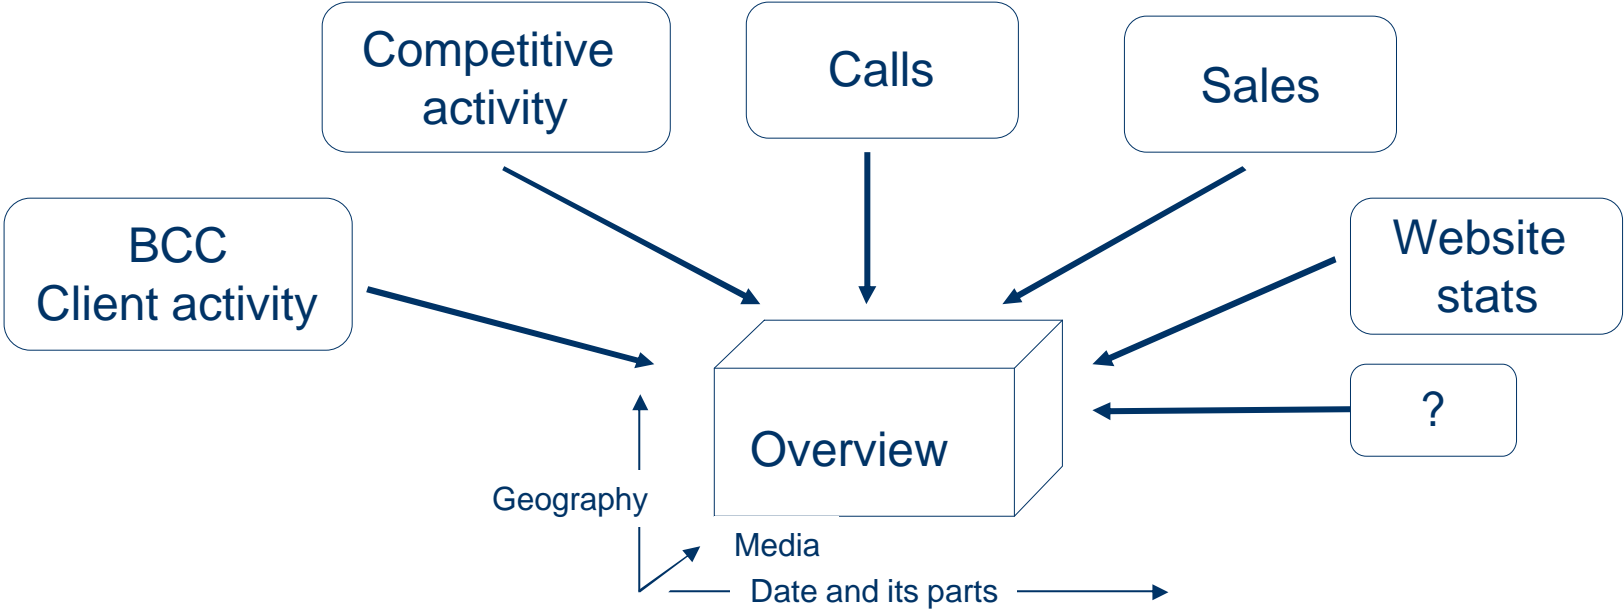 Competitive
activity
Calls
Sales
BCC
Client activity
Website
stats
?
Overview
Geography
Media
Date and its parts